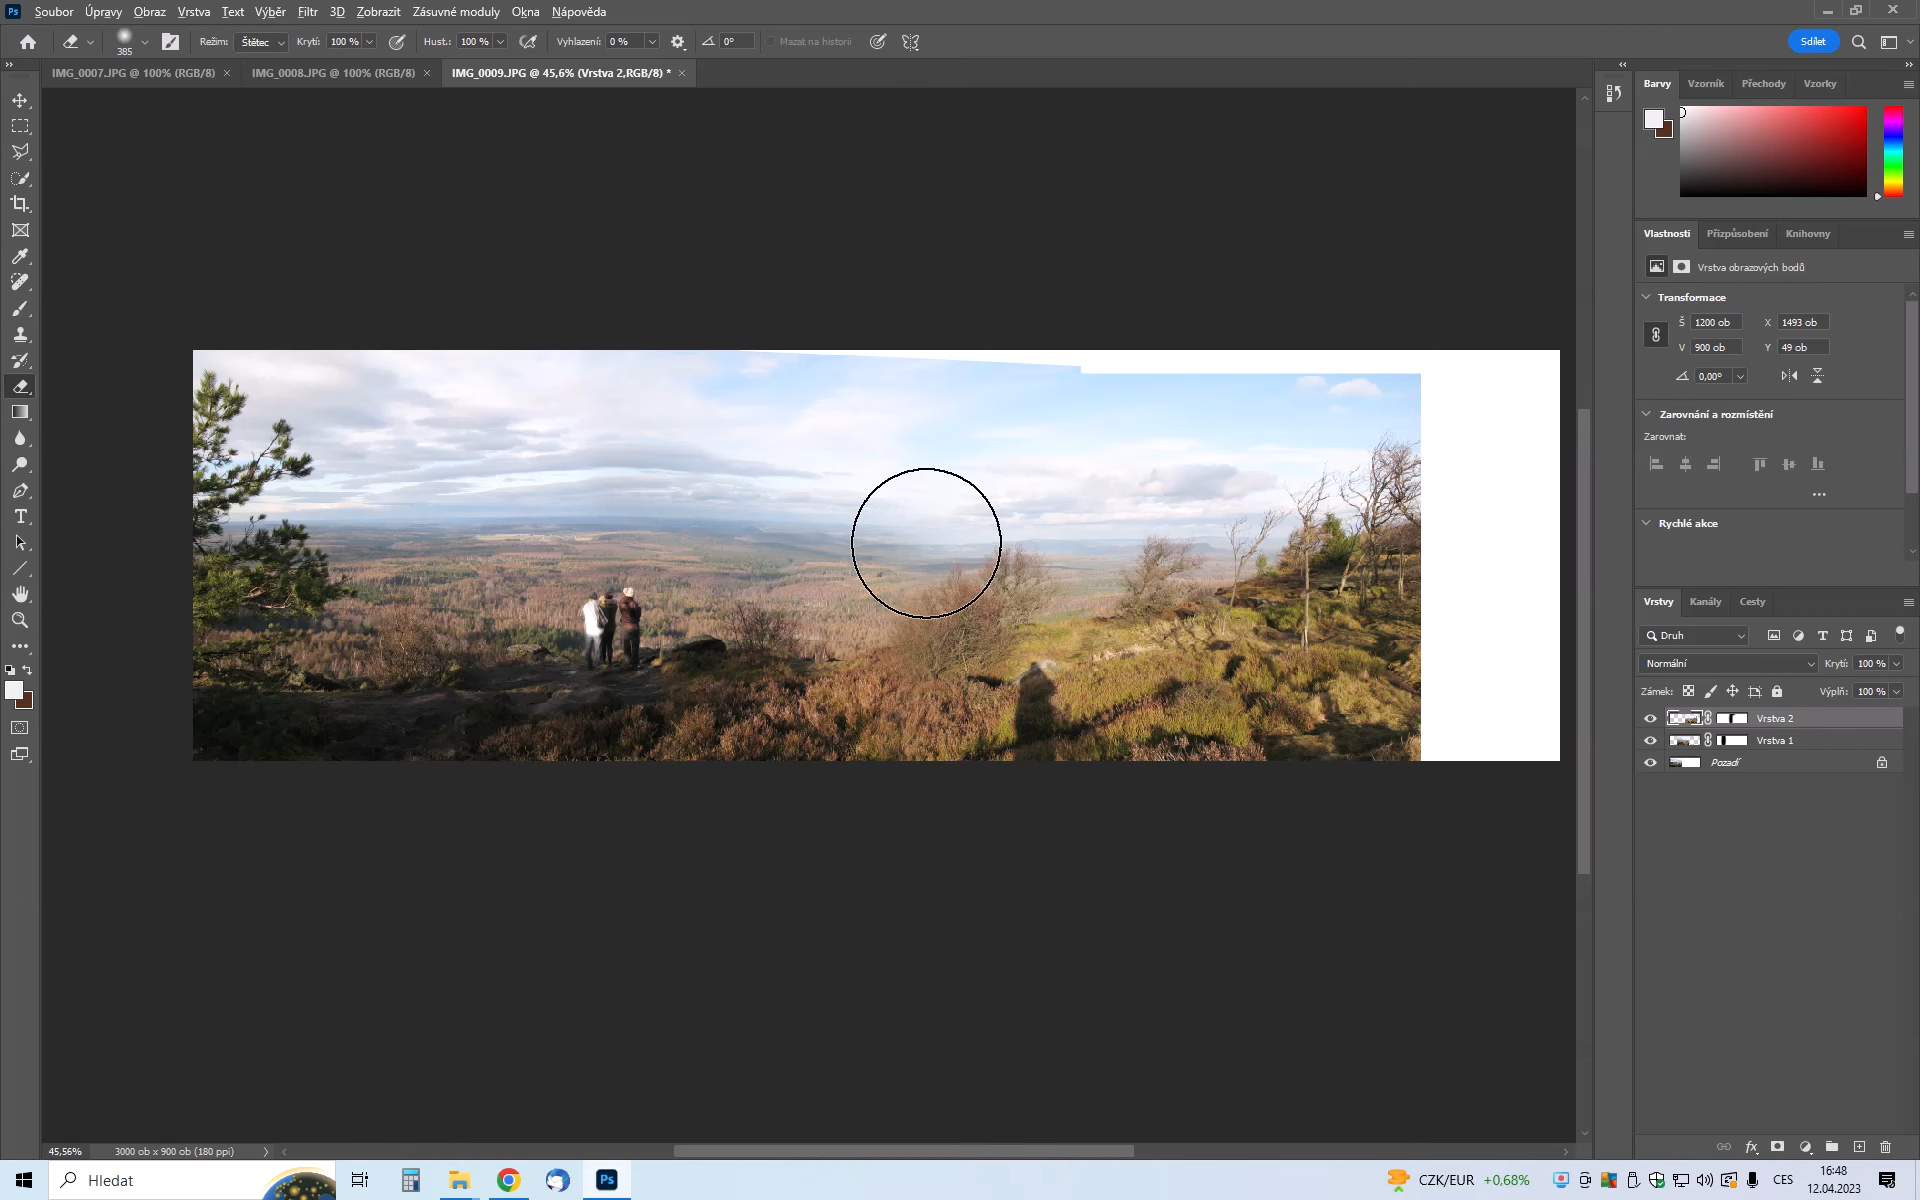 Ps Soubor Úpravy Obraz Vrstva Text Výběr Filtr 3D Zobrazit Zásuvné moduly Okna Nápověda
385 Režim: Štětec Krytí: 100 % Hust.: 100 % Vyhlazení: 0 % 0° Mazat na historii Sdílet
IMG_0007.JPG @ 100% (RGB/8) × IMG_0008.JPG @ 100% (RGB/8) × IMG_0009.JPG @ 45,6% (Vrstva 2,RGB/8) * ×
Barvy Vzorník Přechody Vzorky
Vlastnosti Přizpůsobení Knihovny
Vrstva obrazových bodů
Transformace
Š 1200 ob X 1493 ob
V 900 ob Y 49 ob
0,00°
Zarovnání a rozmístění
Zarovnat:
Rychlé akce
Vrstvy Kanály Cesty
Druh
Normální Krytí: 100 %
Zámek: Výplň: 100 %
Vrstva 2
Vrstva 1
Pozadí
45,56% 3000 ob x 900 ob (180 ppi)
Hledat Ps CZK/EUR +0,68% CES 16:48
12.04.2023